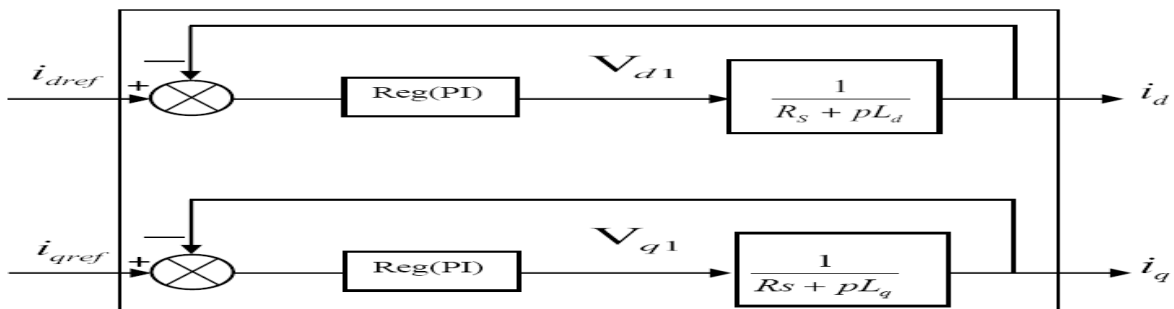 i_dref
+
—
Reg(PI)
V_d1
1 / (R_S + pL_d)
i_d
i_qref
+
—
Reg(PI)
V_q1
1 / (Rs + pL_q)
i_q